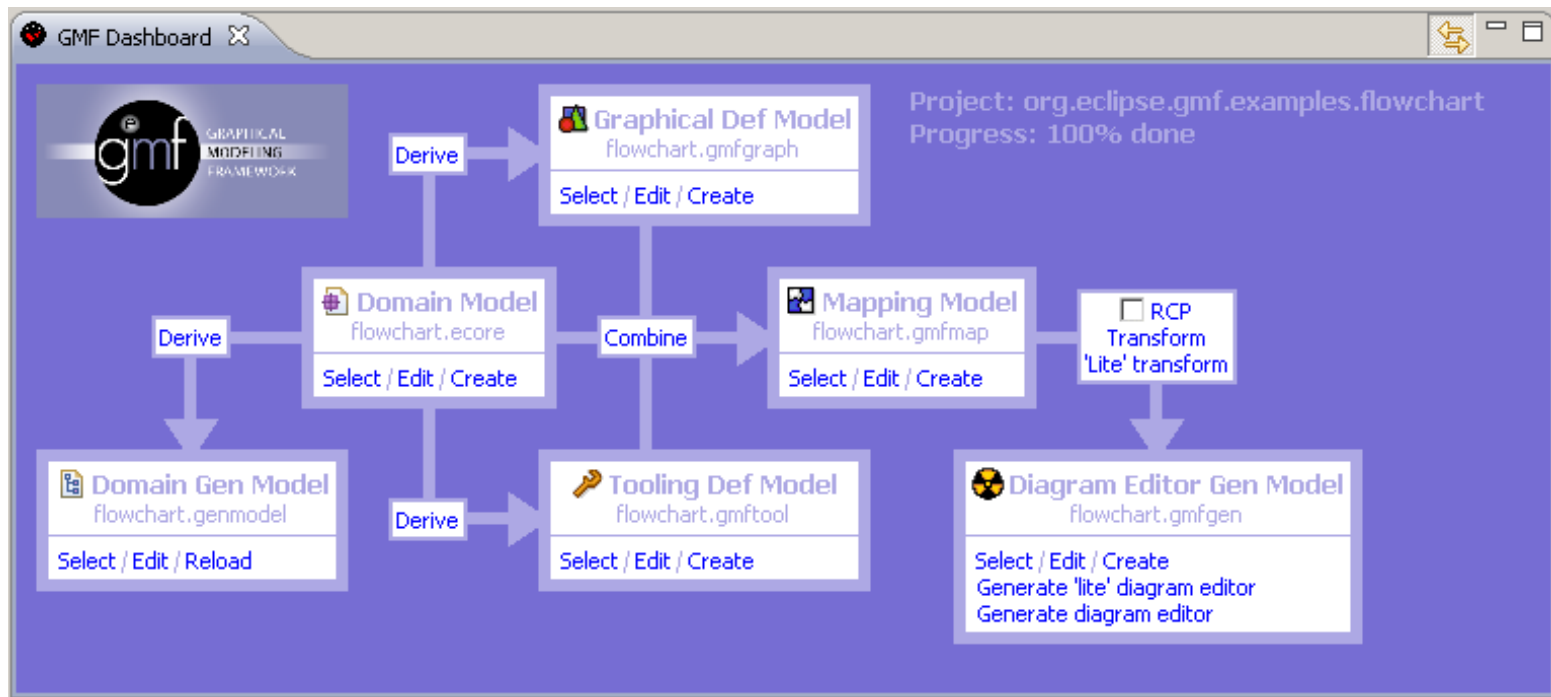 GMF Dashboard
gmf
GRAPHICAL
MODELING
FRAMEWORK
Project: org.eclipse.gmf.examples.flowchart
Progress: 100% done
Graphical Def Model
flowchart.gmfgraph
Select / Edit / Create
Derive
Domain Model
flowchart.ecore
Select / Edit / Create
Derive
Combine
Mapping Model
flowchart.gmfmap
Select / Edit / Create
RCP
Transform
'Lite' transform
Domain Gen Model
flowchart.genmodel
Select / Edit / Reload
Derive
Tooling Def Model
flowchart.gmftool
Select / Edit / Create
Diagram Editor Gen Model
flowchart.gmfgen
Select / Edit / Create
Generate 'lite' diagram editor
Generate diagram editor